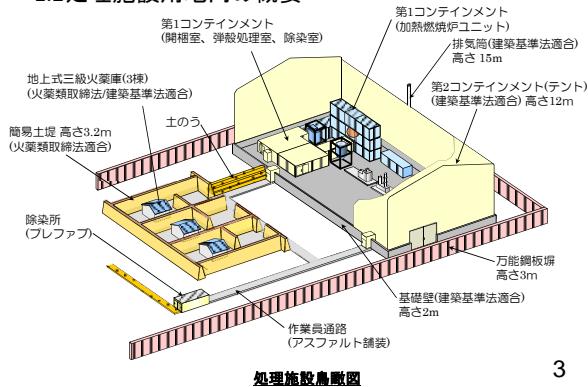 第1コンテインメント
(開梱室、弾殻処理室、除染室)
第1コンテインメント
(加熱燃焼炉ユニット)
排気筒(建築基準法適合)
高さ 15m
地上式三級火薬庫(3棟)
(火薬類取締法/建築基準法適合)
第2コンテインメント(テント)
(建築基準法適合) 高さ12m
簡易土堤 高さ3.2m
(火薬類取締法適合)
土のう
除染所
(プレファブ)
万能鋼板塀
高さ3m
基礎壁(建築基準法適合)
高さ2m
作業員通路
(アスファルト舗装)
処理施設鳥瞰図
3